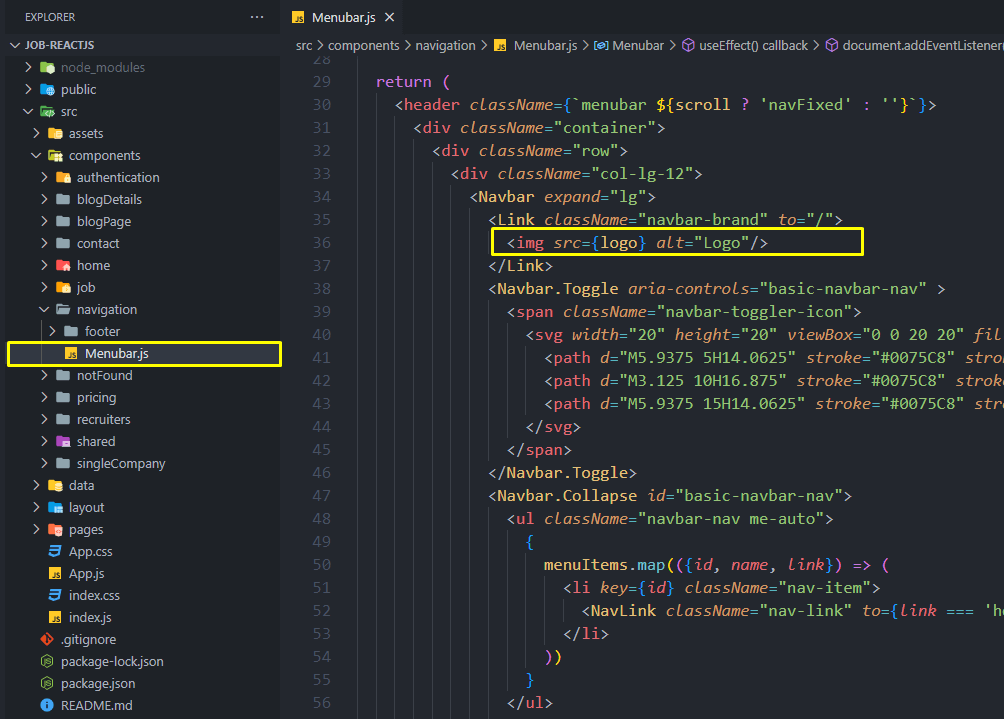 EXPLORER
JOB-REACTJS
node_modules
public
src
assets
components
authentication
blogDetails
blogPage
contact
home
job
navigation
footer
Menubar.js
notFound
pricing
recruiters
shared
singleCompany
data
layout
pages
App.css
App.js
index.css
index.js
.gitignore
package-lock.json
package.json
README.md
Menubar.js
src > components > navigation > Menubar.js > Menubar > useEffect() callback > document.addEventListener(
28
29 return (
30 <header className={`menubar ${scroll ? 'navFixed' : ''}`}>
31 <div className="container">
32 <div className="row">
33 <div className="col-lg-12">
34 <Navbar expand="lg">
35 <Link className="navbar-brand" to="/">
36 <img src={logo} alt="Logo"/>
37 </Link>
38 <Navbar.Toggle aria-controls="basic-navbar-nav" >
39 <span className="navbar-toggler-icon">
40 <svg width="20" height="20" viewBox="0 0 20 20" fil
41 <path d="M5.9375 5H14.0625" stroke="#0075C8" stro
42 <path d="M3.125 10H16.875" stroke="#0075C8" strok
43 <path d="M5.9375 15H14.0625" stroke="#0075C8" str
44 </svg>
45 </span>
46 </Navbar.Toggle>
47 <Navbar.Collapse id="basic-navbar-nav">
48 <ul className="navbar-nav me-auto">
49 {
50 menuItems.map(({id, name, link}) => (
51 <li key={id} className="nav-item">
52 <NavLink className="nav-link" to={link === 'h
53 </li>
54 ))
55 }
56 </ul>